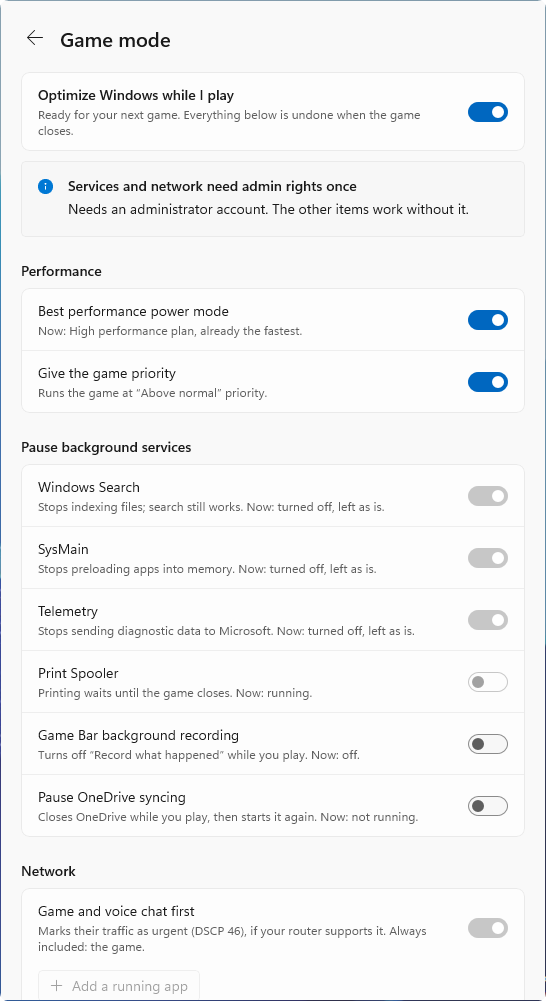 Game mode
Optimize Windows while I play
Ready for your next game. Everything below is undone when the game
closes.
Services and network need admin rights once
Needs an administrator account. The other items work without it.
Performance
Best performance power mode
Now: High performance plan, already the fastest.
Give the game priority
Runs the game at “Above normal” priority.
Pause background services
Windows Search
Stops indexing files; search still works. Now: turned off, left as is.
SysMain
Stops preloading apps into memory. Now: turned off, left as is.
Telemetry
Stops sending diagnostic data to Microsoft. Now: turned off, left as is.
Print Spooler
Printing waits until the game closes. Now: running.
Game Bar background recording
Turns off “Record what happened” while you play. Now: off.
Pause OneDrive syncing
Closes OneDrive while you play, then starts it again. Now: not running.
Network
Game and voice chat first
Marks their traffic as urgent (DSCP 46), if your router supports it. Always
included: the game.
Add a running app